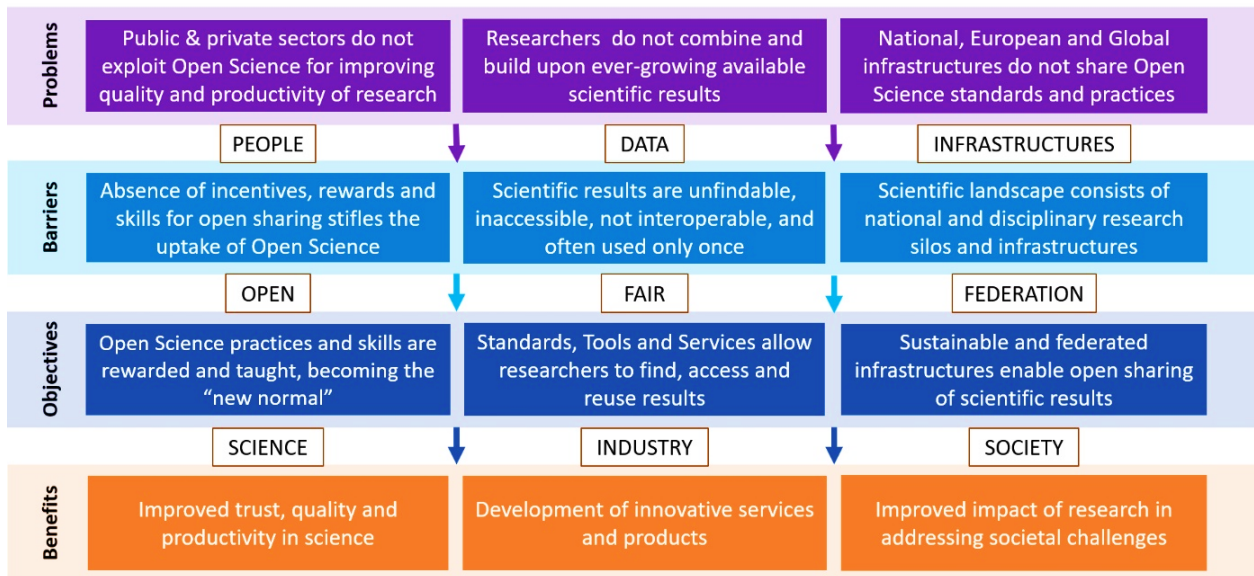 Problems
Public & private sectors do not
exploit Open Science for improving
quality and productivity of research
Researchers do not combine and
build upon ever-growing available
scientific results
National, European and Global
infrastructures do not share Open
Science standards and practices
PEOPLE
DATA
INFRASTRUCTURES
Barriers
Absence of incentives, rewards and
skills for open sharing stifles the
uptake of Open Science
Scientific results are unfindable,
inaccessible, not interoperable, and
often used only once
Scientific landscape consists of
national and disciplinary research
silos and infrastructures
OPEN
FAIR
FEDERATION
Objectives
Open Science practices and skills are
rewarded and taught, becoming the
“new normal”
Standards, Tools and Services allow
researchers to find, access and
reuse results
Sustainable and federated
infrastructures enable open sharing
of scientific results
SCIENCE
INDUSTRY
SOCIETY
Benefits
Improved trust, quality and
productivity in science
Development of innovative services
and products
Improved impact of research in
addressing societal challenges